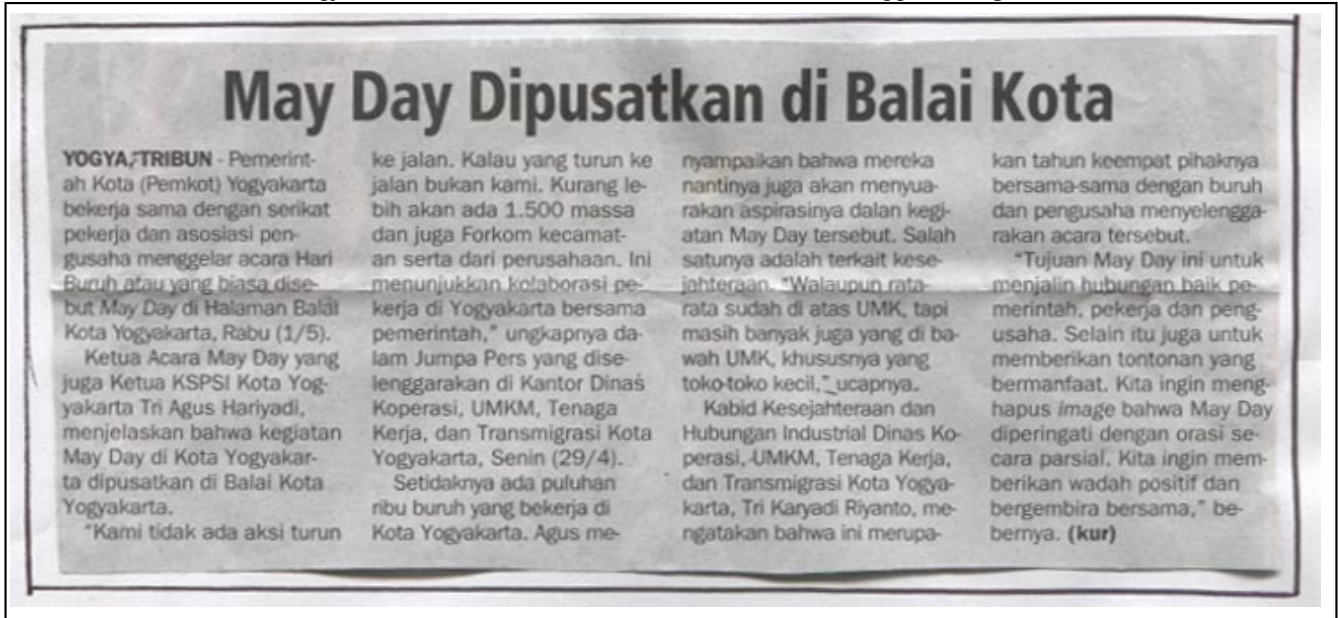 May Day Dipusatkan di Balai Kota
YOGYA, TRIBUN - Pemerint-
ah Kota (Pemkot) Yogyakarta
bekerja sama dengan serikat
pekerja dan asosiasi pen-
gusaha menggelar acara Hari
Buruh atau yang biasa dise-
but May Day di Halaman Balai
Kota Yogyakarta, Rabu (1/5).
Ketua Acara May Day yang
juga Ketua KSPSI Kota Yog-
yakarta Tri Agus Hariyadi,
menjelaskan bahwa kegiatan
May Day di Kota Yogyakar-
ta dipusatkan di Balai Kota
Yogyakarta.
"Kami tidak ada aksi turun
ke jalan. Kalau yang turun ke
jalan bukan kami. Kurang le-
bih akan ada 1.500 massa
dan juga Forkom kecamat-
an serta dari perusahaan. Ini
menunjukkan kolaborasi pe-
kerja di Yogyakarta bersama
pemerintah," ungkapnya da-
lam Jumpa Pers yang dise-
lenggarakan di Kantor Dinas
Koperasi, UMKM, Tenaga
Kerja, dan Transmigrasi Kota
Yogyakarta, Senin (29/4).
Setidaknya ada puluhan
ribu buruh yang bekerja di
Kota Yogyakarta. Agus me-
nyampaikan bahwa mereka
nantinya juga akan menyua-
rakan aspirasinya dalan kegi-
atan May Day tersebut. Salah
satunya adalah terkait kese-
jahteraan. "Walaupun rata-
rata sudah di atas UMK, tapi
masih banyak juga yang di ba-
wah UMK, khususnya yang
toko-toko kecil," ucapnya.
Kabid Kesejahteraan dan
Hubungan Industrial Dinas Ko-
perasi, UMKM, Tenaga Kerja,
dan Transmigrasi Kota Yogya-
karta, Tri Karyadi Riyanto, me-
ngatakan bahwa ini merupa-
kan tahun keempat pihaknya
bersama-sama dengan buruh
dan pengusaha menyelengga-
rakan acara tersebut.
"Tujuan May Day ini untuk
menjalin hubungan baik pe-
merintah, pekerja dan peng-
usaha. Selain itu juga untuk
memberikan tontonan yang
bermanfaat. Kita ingin meng-
hapus image bahwa May Day
diperingati dengan orasi se-
cara parsial. Kita ingin mem-
berikan wadah positif dan
bergembira bersama," be-
bernya. (kur)